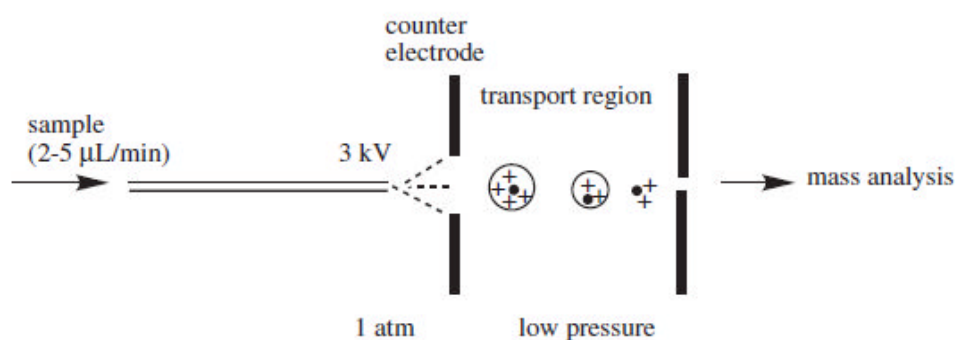 counter
electrode
transport region
sample
(2-5 µL/min)
3 kV
+ + + + +
+ +
+ +
mass analysis
1 atm
low pressure